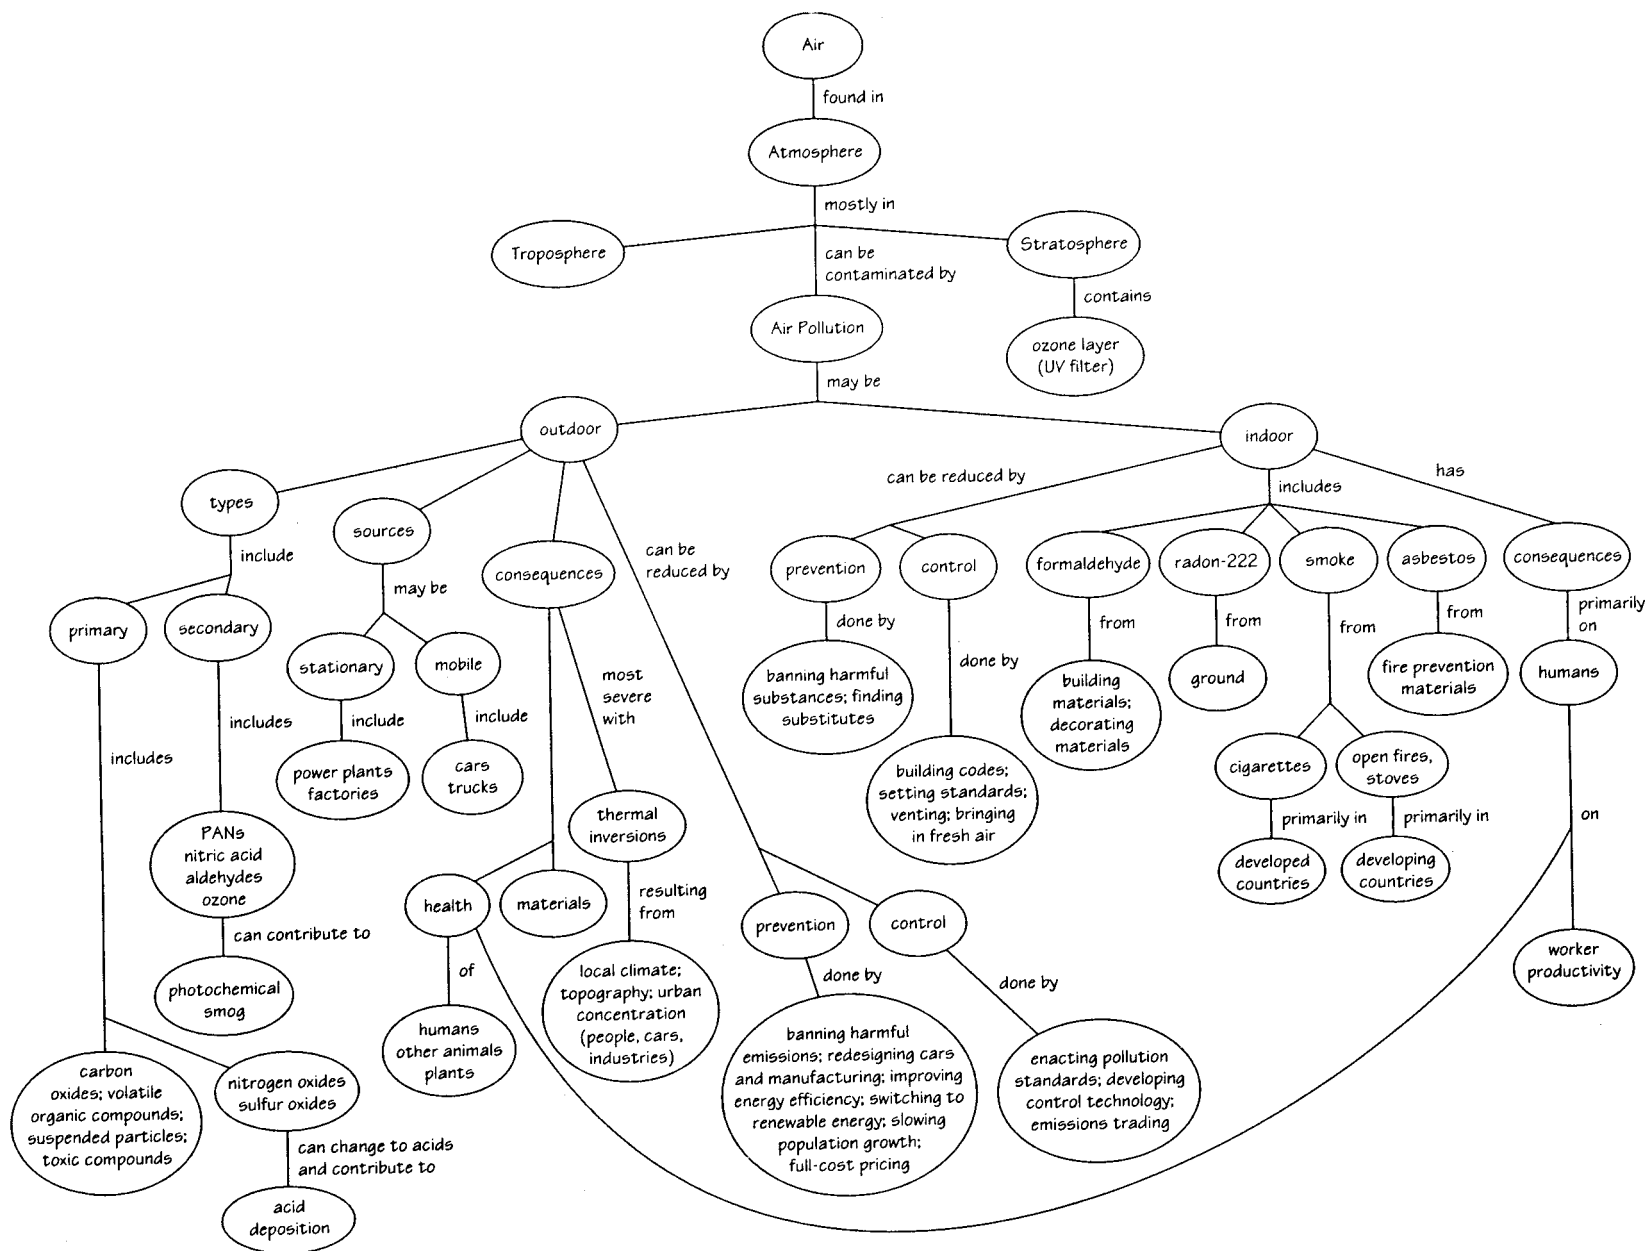 Air
found in
Atmosphere
mostly in
Troposphere
Stratosphere
can be
contaminated by
contains
Air Pollution
ozone layer
(UV filter)
may be
outdoor
indoor
types
include
primary
secondary
includes
includes
PANs
nitric acid
aldehydes
ozone
can contribute to
photochemical
smog
carbon
oxides; volatile
organic compounds;
suspended particles;
toxic compounds
nitrogen oxides
sulfur oxides
can change to acids
and contribute to
acid
deposition
sources
may be
stationary
mobile
include
include
power plants
factories
cars
trucks
consequences
most
severe
with
thermal
inversions
health
materials
resulting
from
of
humans
other animals
plants
local climate;
topography; urban
concentration
(people, cars,
industries)
can be
reduced by
prevention
control
done by
done by
banning harmful
emissions; redesigning cars
and manufacturing; improving
energy efficiency; switching to
renewable energy; slowing
population growth;
full-cost pricing
enacting pollution
standards; developing
control technology;
emissions trading
can be reduced by
prevention
control
done by
done by
banning harmful
substances; finding
substitutes
building codes;
setting standards;
venting; bringing
in fresh air
includes
formaldehyde
radon-222
smoke
asbestos
from
from
from
from
building
materials;
decorating
materials
ground
fire prevention
materials
cigarettes
open fires,
stoves
primarily in
primarily in
developed
countries
developing
countries
has
consequences
primarily
on
humans
on
worker
productivity